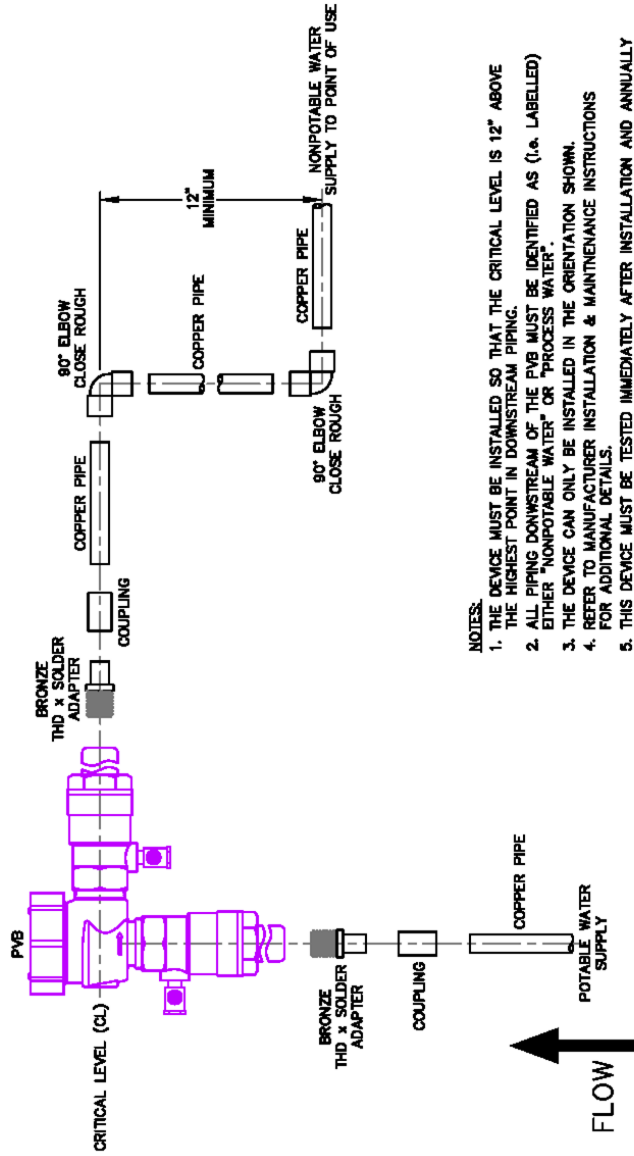 PVB
CRITICAL LEVEL (CL)
BRONZE
THD x SOLDER
ADAPTER
COUPLING
COPPER PIPE
90° ELBOW
CLOSE ROUGH
COPPER PIPE
12"
MINIMUM
90° ELBOW
CLOSE ROUGH
COPPER PIPE
NONPOTABLE WATER
SUPPLY TO POINT OF USE
BRONZE
THD x SOLDER
ADAPTER
COUPLING
COPPER PIPE
POTABLE WATER
SUPPLY
FLOW
NOTES:
1. THE DEVICE MUST BE INSTALLED SO THAT THE CRITICAL LEVEL IS 12" ABOVE
THE HIGHEST POINT IN DOWNSTREAM PIPING.
2. ALL PIPING DONWSTREAM OF THE PVB MUST BE IDENTIFIED AS (i.e. LABELLED)
EITHER "NONPOTABLE WATER" OR "PROCESS WATER".
3. THE DEVICE CAN ONLY BE INSTALLED IN THE ORIENTATION SHOWN.
4. REFER TO MANUFACTURER INSTALLATION & MAINTNENANCE INSTRUCTIONS
FOR ADDITIONAL DETAILS.
5. THIS DEVICE MUST BE TESTED IMMEDIATELY AFTER INSTALLATION AND ANNUALLY